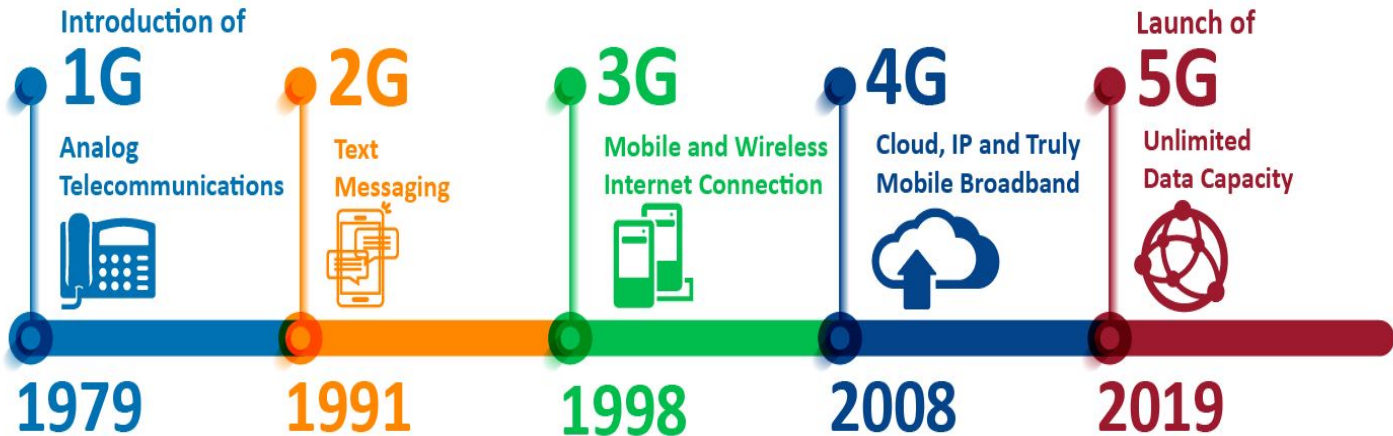 Introduction of
1G
Analog
Telecommunications
1979
2G
Text
Messaging
1991
3G
Mobile and Wireless
Internet Connection
1998
4G
Cloud, IP and Truly
Mobile Broadband
2008
Launch of
5G
Unlimited
Data Capacity
2019